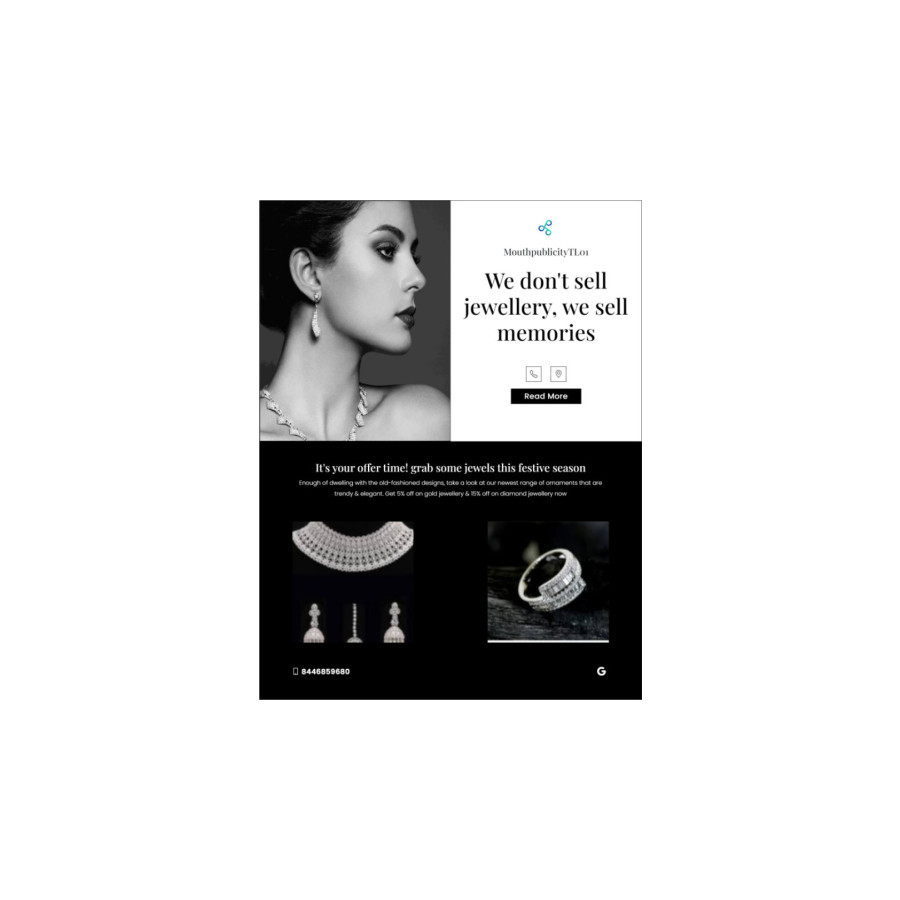 MouthpublicityTL01
We don't sell
jewellery, we sell
memories
Read More
It's your offer time! grab some jewels this festive season
Enough of dwelling with the old-fashioned designs, take a look at our newest range of ornaments that are
trendy & elegant. Get 5% off on gold jewellery & 15% off on diamond jewellery now
8446859680
G